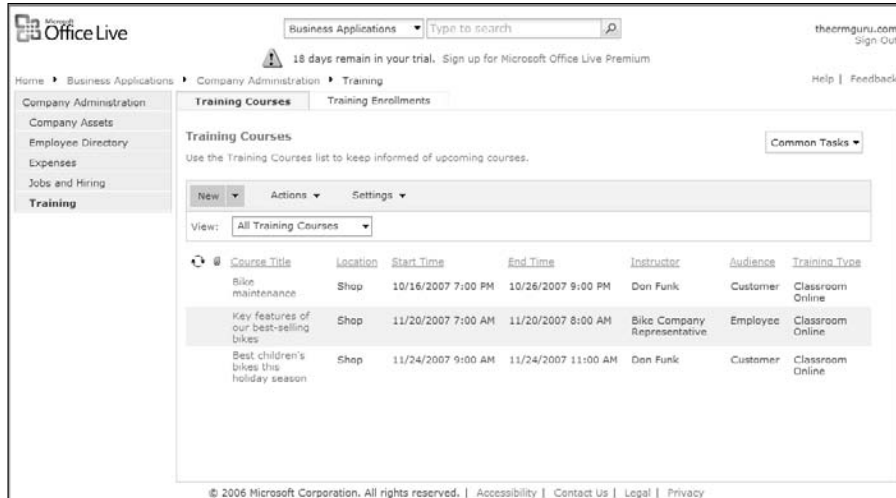 Microsoft
Office Live
Business Applications
Type to search
thecrmguru.com
Sign Out
18 days remain in your trial. Sign up for Microsoft Office Live Premium
Home Business Applications Company Administration Training
Help | Feedback
Company Administration
Company Assets
Employee Directory
Expenses
Jobs and Hiring
Training
Training Courses Training Enrollments
Training Courses
Common Tasks
Use the Training Courses list to keep informed of upcoming courses.
New Actions Settings
View: All Training Courses
Course Title Location Start Time End Time Instructor Audience Training Type
Bike maintenance Shop 10/16/2007 7:00 PM 10/26/2007 9:00 PM Don Funk Customer Classroom Online
Key features of our best-selling bikes Shop 11/20/2007 7:00 AM 11/20/2007 8:00 AM Bike Company Representative Employee Classroom Online
Best children's bikes this holiday season Shop 11/24/2007 9:00 AM 11/24/2007 11:00 AM Don Funk Customer Classroom Online
© 2006 Microsoft Corporation. All rights reserved. | Accessibility | Contact Us | Legal | Privacy